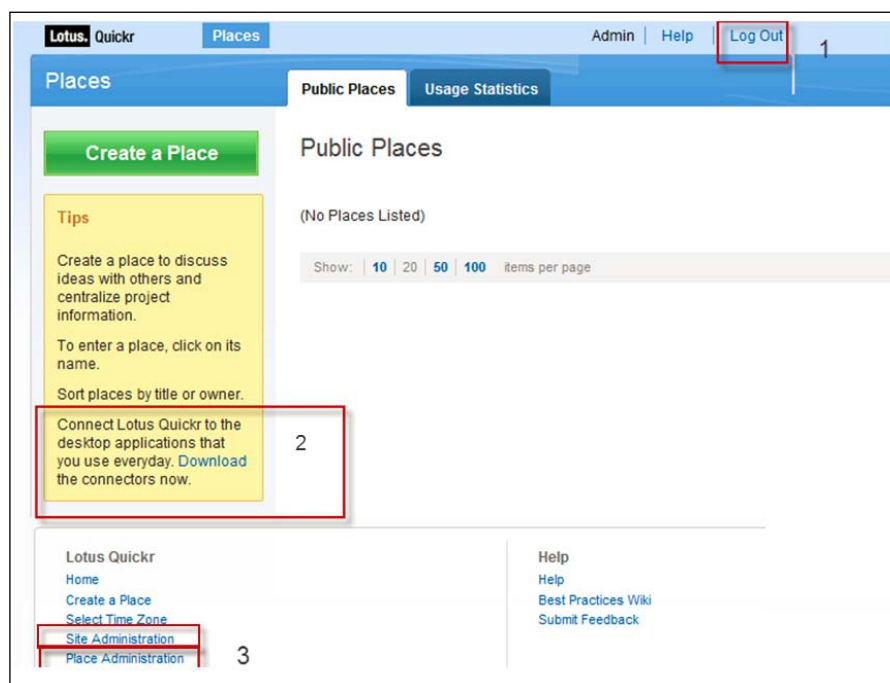 Lotus. Quickr Places Admin | Help | Log Out 1
Places
Public Places Usage Statistics
Create a Place
Public Places
Tips
(No Places Listed)
Create a place to discuss
ideas with others and
centralize project
information.
Show: | 10 | 20 | 50 | 100 items per page
To enter a place, click on its
name.
Sort places by title or owner.
Connect Lotus Quickr to the
desktop applications that
you use everyday. Download
the connectors now.
2
Lotus Quickr
Home
Create a Place
Select Time Zone
Site Administration
Place Administration
3
Help
Help
Best Practices Wiki
Submit Feedback